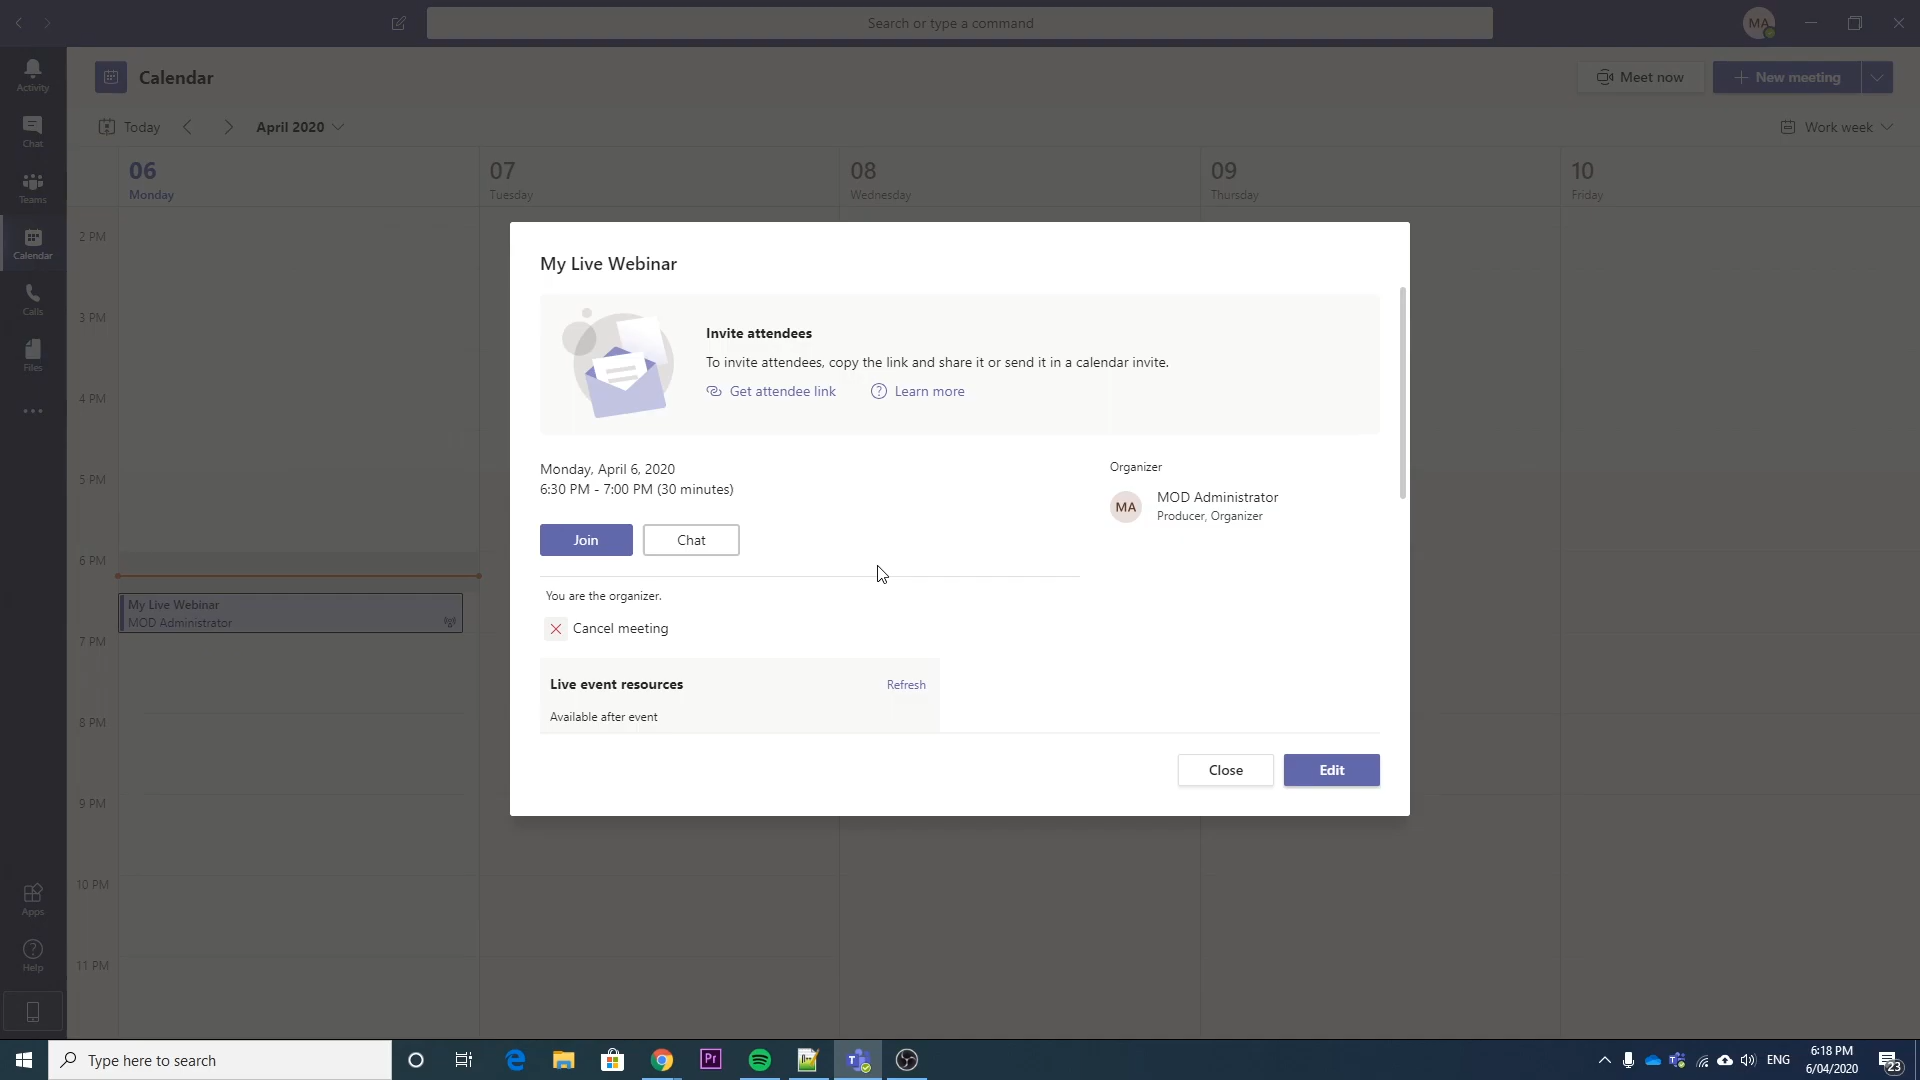 Search or type a command
MA
Activity
Chat
Teams
Calendar
Calls
Files
Apps
Help
Calendar
Meet now
New meeting
Today
April 2020
Work week
06
Monday
07
Tuesday
08
Wednesday
09
Thursday
10
Friday
2 PM
3 PM
4 PM
5 PM
6 PM
7 PM
8 PM
9 PM
10 PM
11 PM
My Live Webinar
MOD Administrator
My Live Webinar
Invite attendees
To invite attendees, copy the link and share it or send it in a calendar invite.
Get attendee link
Learn more
Monday, April 6, 2020
6:30 PM - 7:00 PM (30 minutes)
Organizer
MA
MOD Administrator
Producer, Organizer
Join
Chat
You are the organizer.
Cancel meeting
Live event resources
Refresh
Available after event
Close
Edit
Type here to search
Pr
ENG
6:18 PM
6/04/2020
23